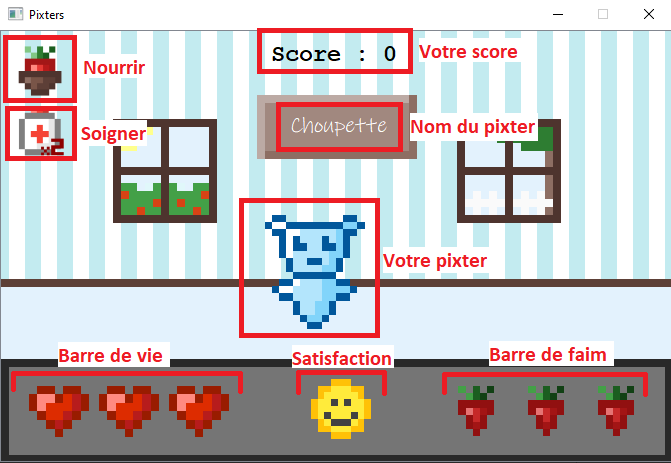 Pixters
Score : 0
Votre score
Nourrir
Soigner
x2
Choupette
Nom du pixter
Votre pixter
Barre de vie
Satisfaction
Barre de faim